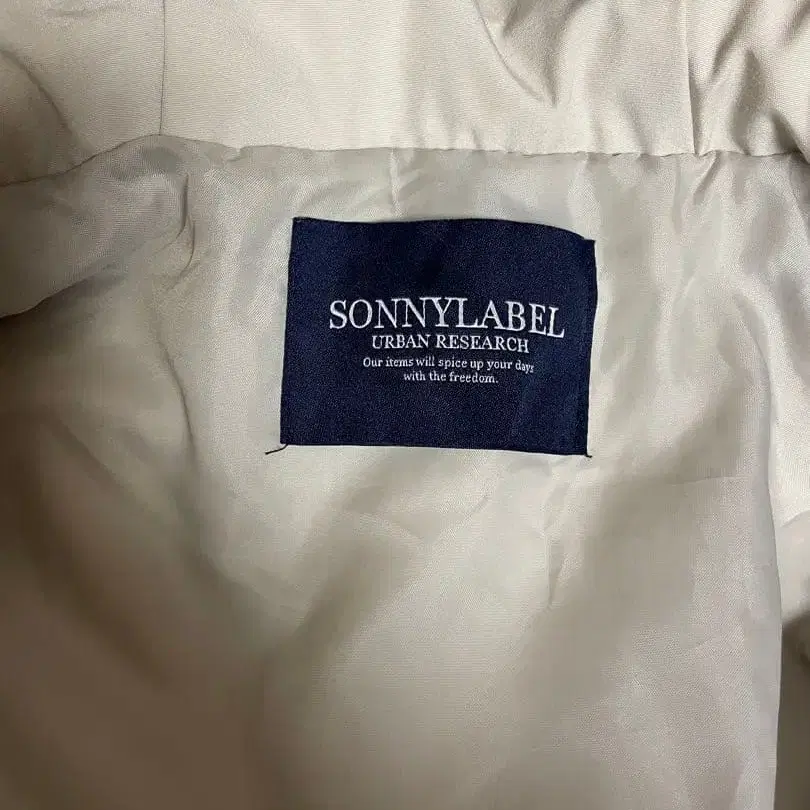 SONNYLABEL
URBAN RESEARCH
Our items will spice up your days
with the freedom.